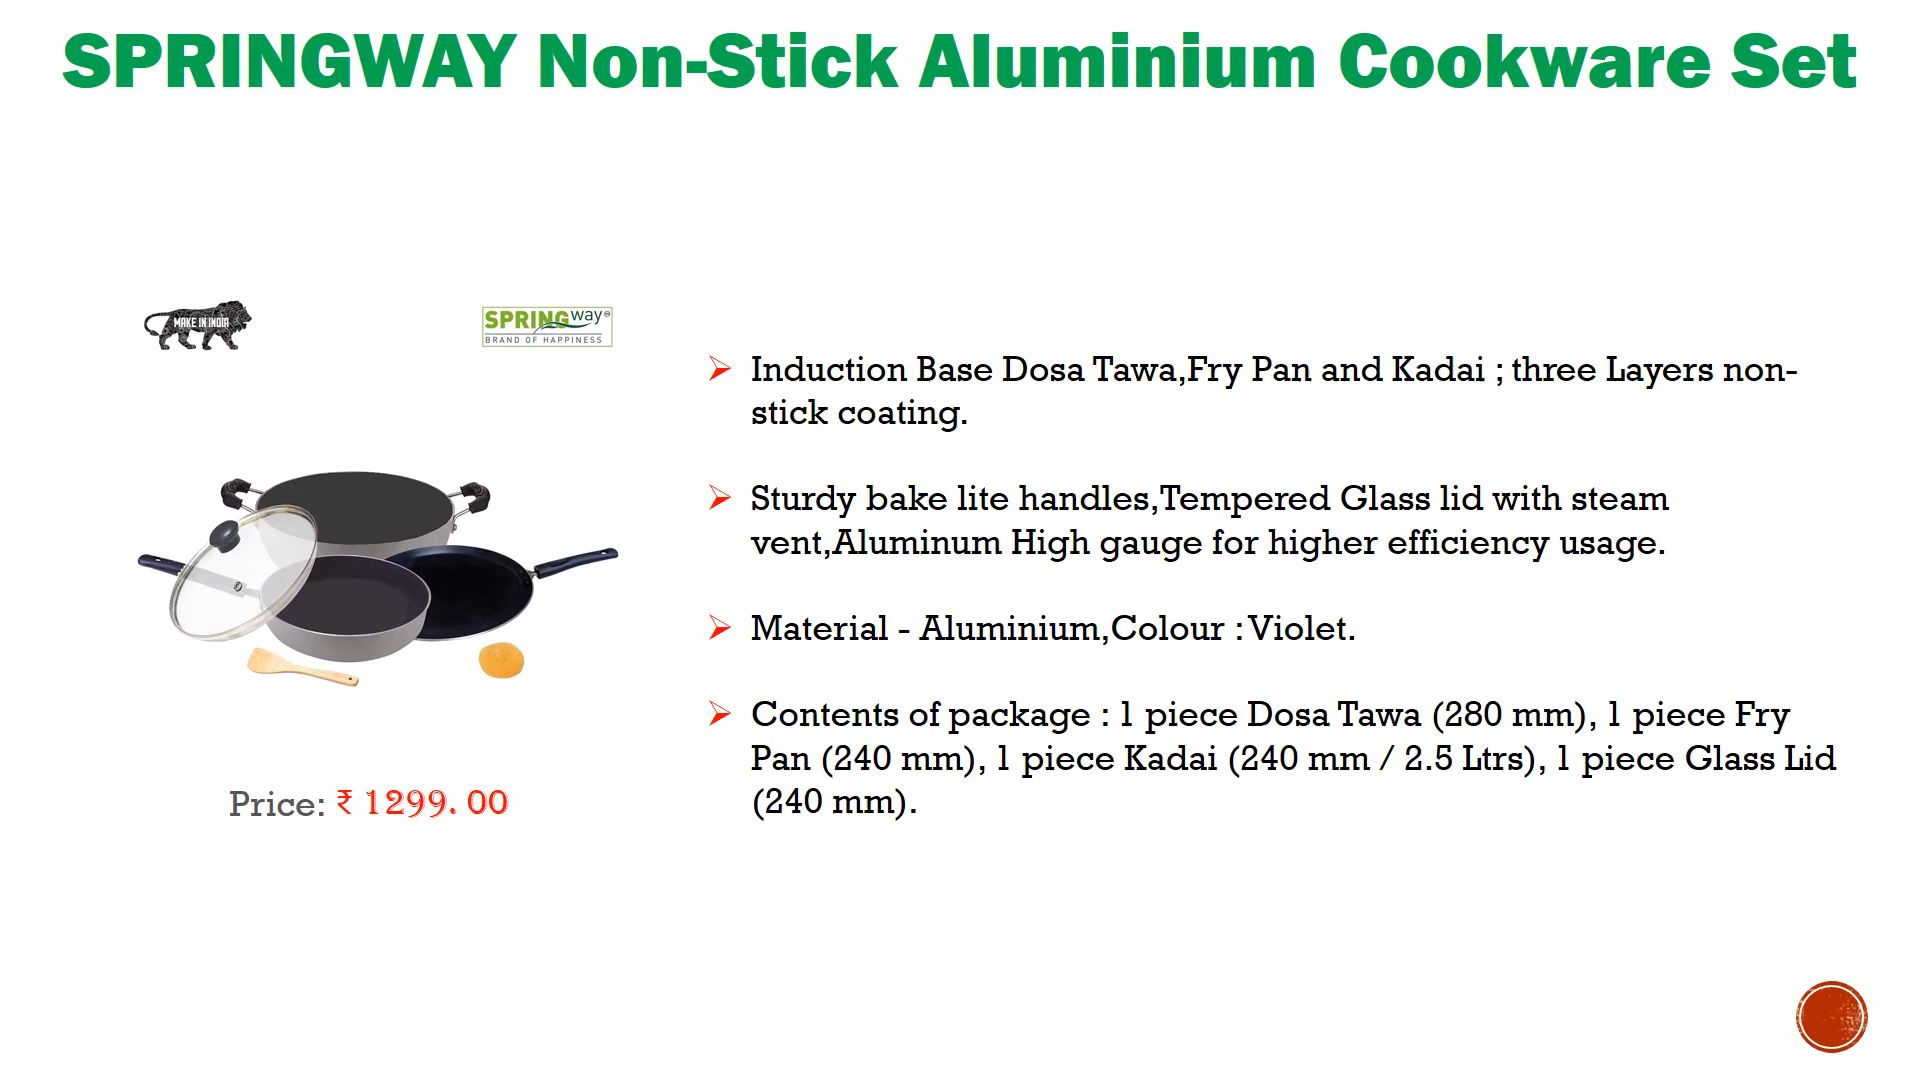 SPRINGWAY Non-Stick Aluminium Cookware Set
MAKE IN INDIA
SPRINGway
BRAND OF HAPPINESS
Induction Base Dosa Tawa,Fry Pan and Kadai ; three Layers non-
stick coating.
Sturdy bake lite handles,Tempered Glass lid with steam
vent,Aluminum High gauge for higher efficiency usage.
Material - Aluminium,Colour : Violet.
Contents of package : 1 piece Dosa Tawa (280 mm), 1 piece Fry
Pan (240 mm), 1 piece Kadai (240 mm / 2.5 Ltrs), 1 piece Glass Lid
(240 mm).
Price: ₹ 1299. 00